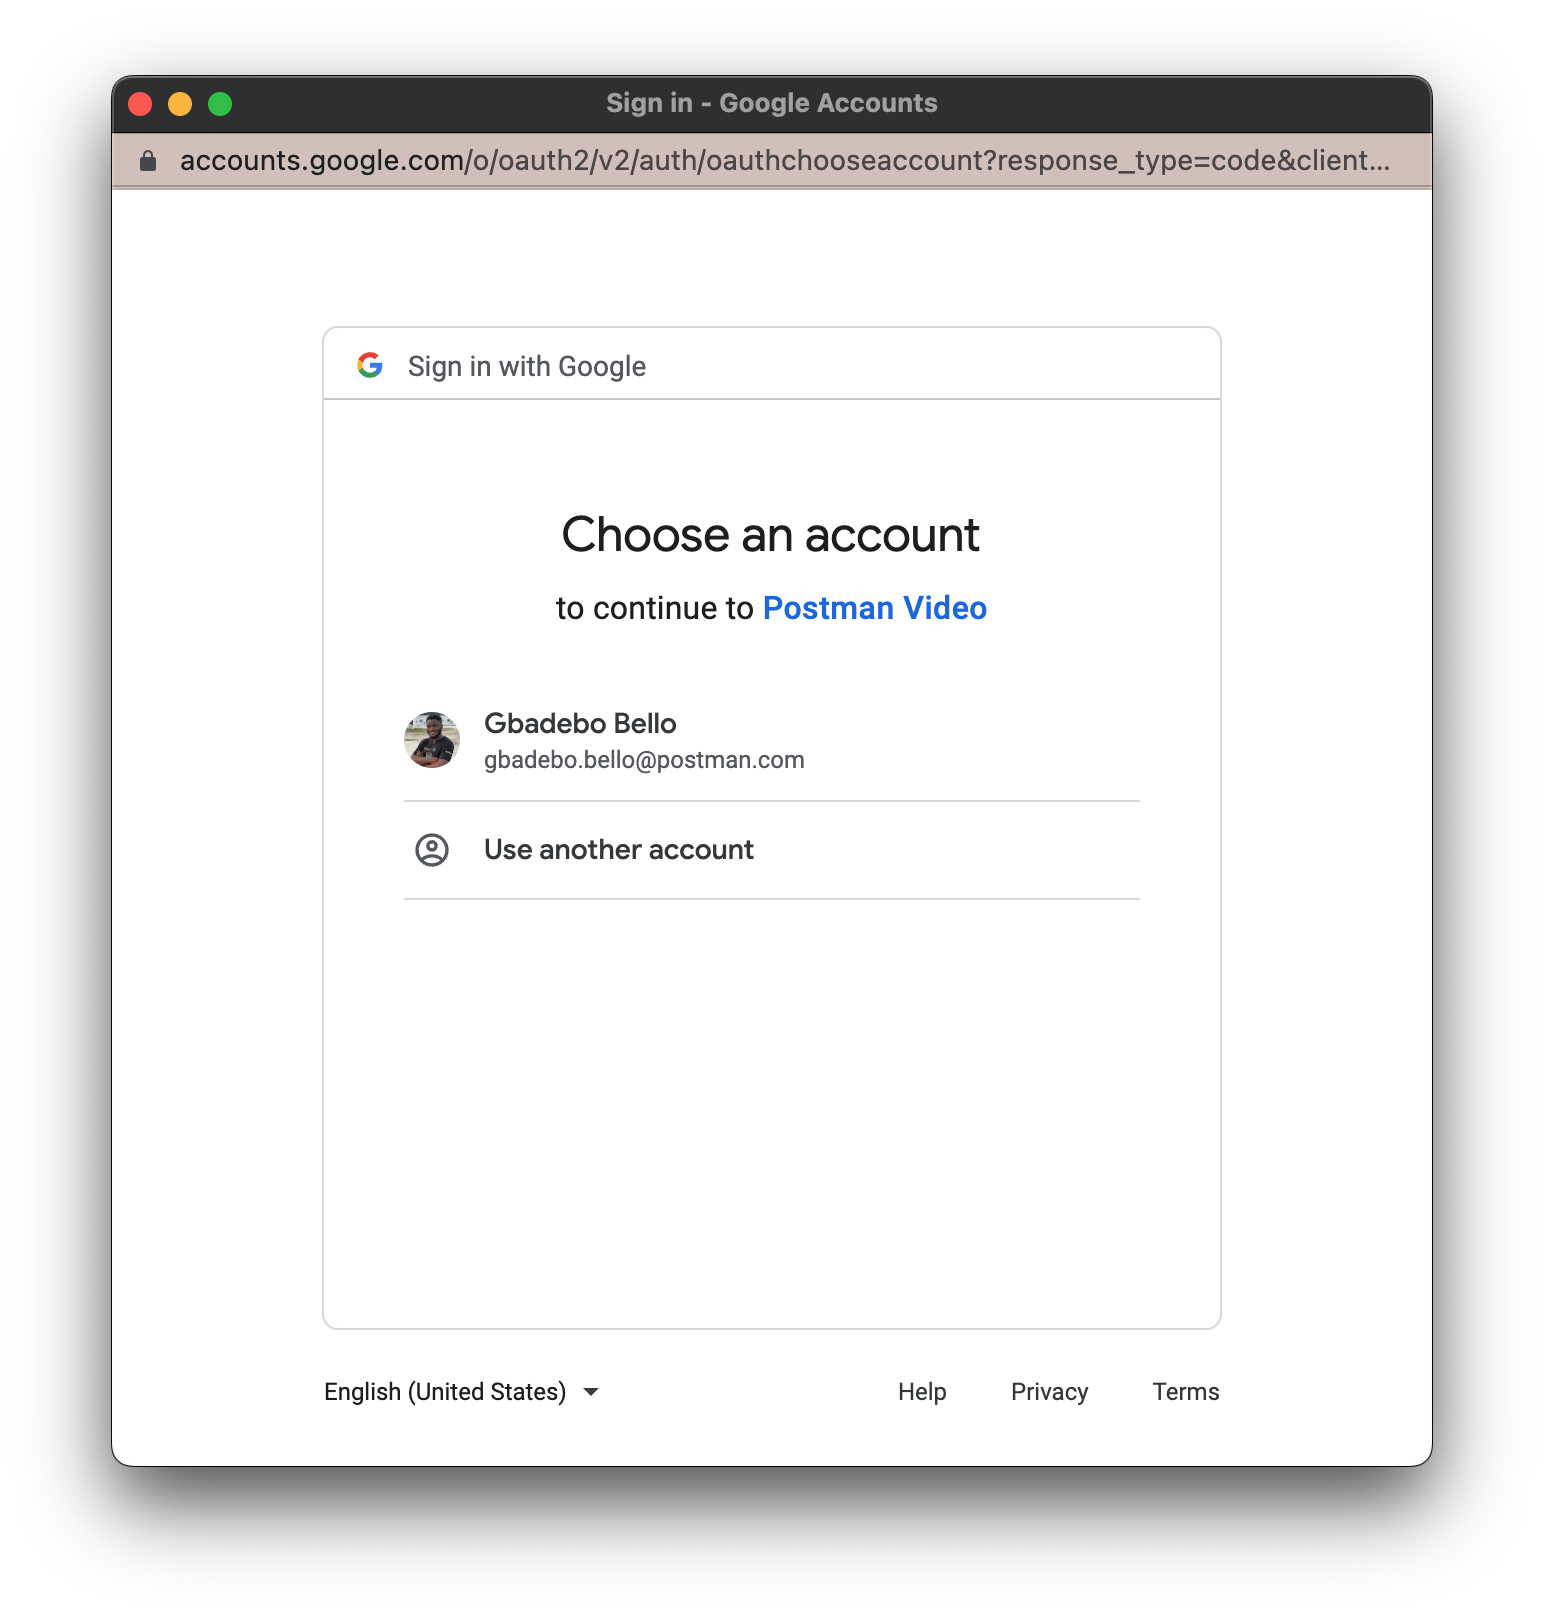 Sign in - Google Accounts
accounts.google.com/o/oauth2/v2/auth/oauthchooseaccount?response_type=code&client...
Sign in with Google
Choose an account
to continue to Postman Video
Gbadebo Bello
gbadebo.bello@postman.com
Use another account
English (United States)
Help Privacy Terms